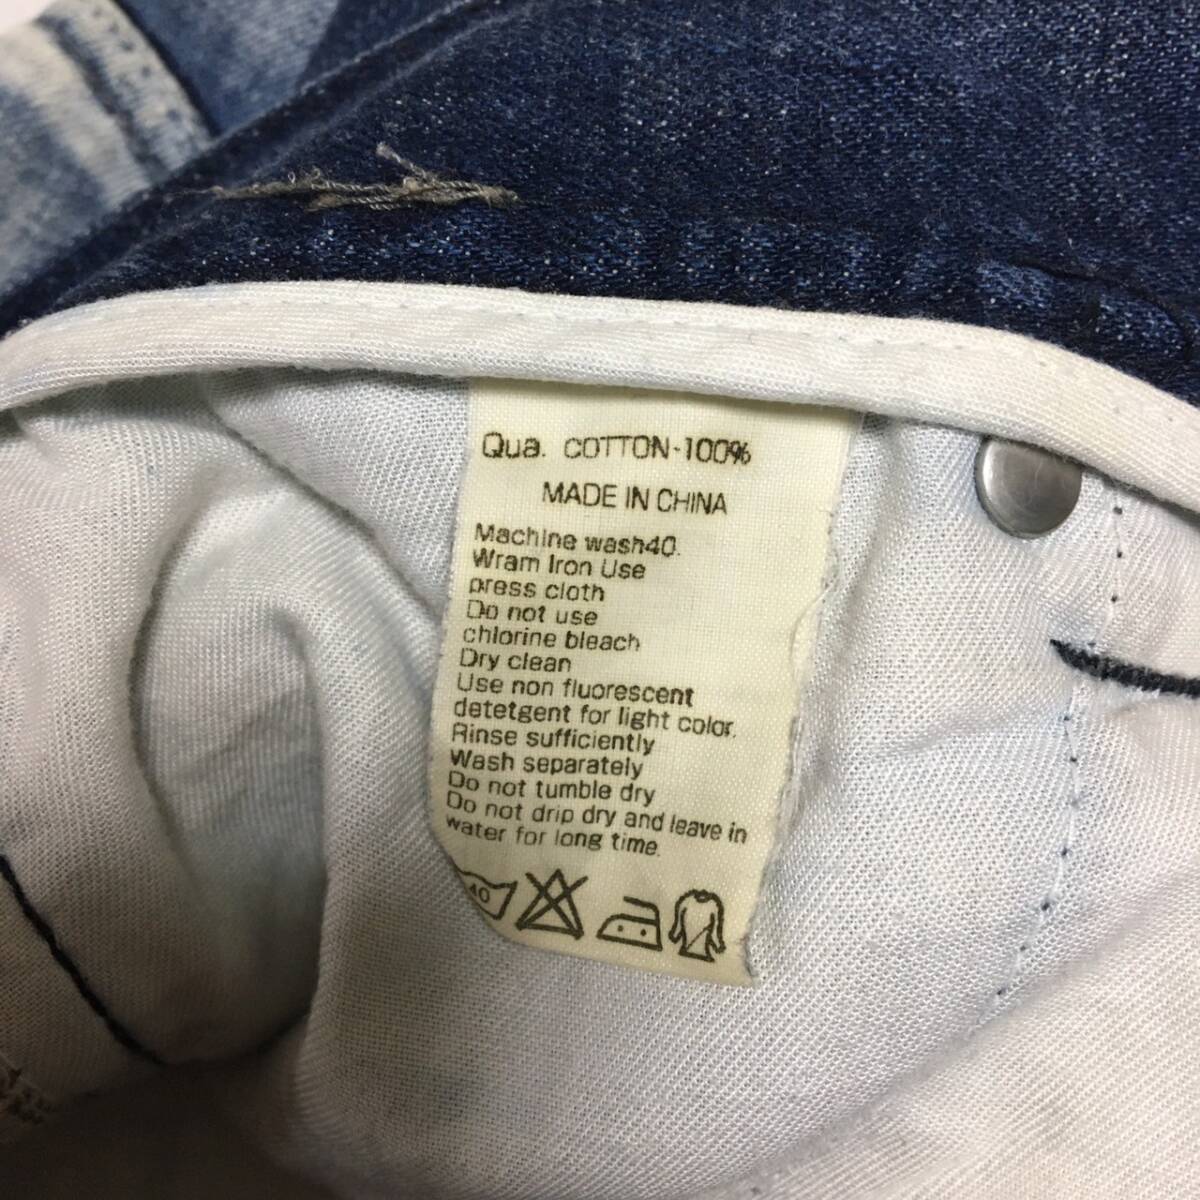 Qua. COTTON-100%
MADE IN CHINA
Machine wash40.
Wram Iron Use
press cloth
Do not use
chlorine bleach
Dry clean
Use non fluorescent
detetgent for light color.
Rinse sufficiently
Wash separately
Do not tumble dry
Do not drip dry and leave in
water for long time.
40